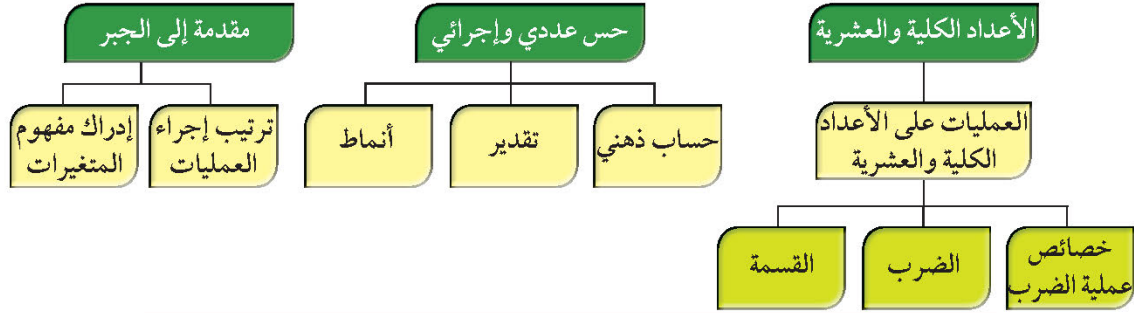 الأعداد الكلية والعشرية
العمليات على الأعداد
الكلية والعشرية
خصائص
عملية الضرب
الضرب
القسمة
حس عددي وإجرائي
حساب ذهني
تقدير
أنماط
مقدمة إلى الجبر
ترتيب إجراء
العمليات
إدراك مفهوم
المتغيرات